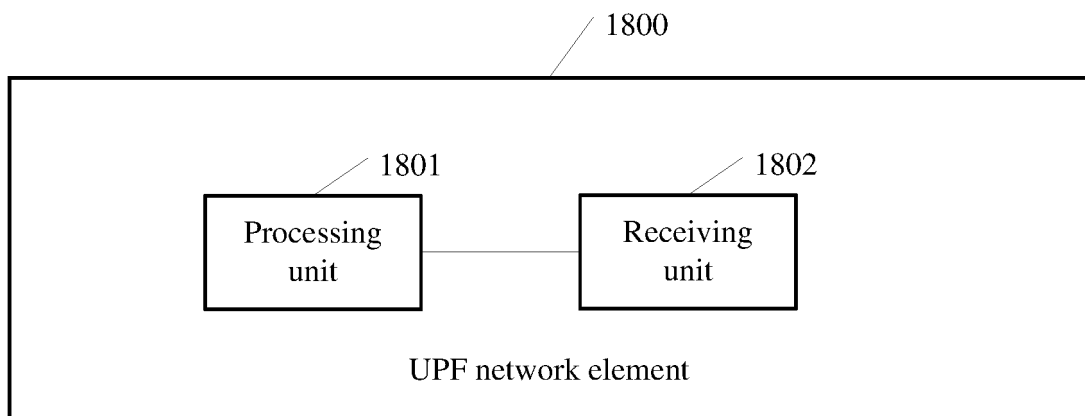 1800
1801
1802
Processing
unit
Receiving
unit
UPF network element